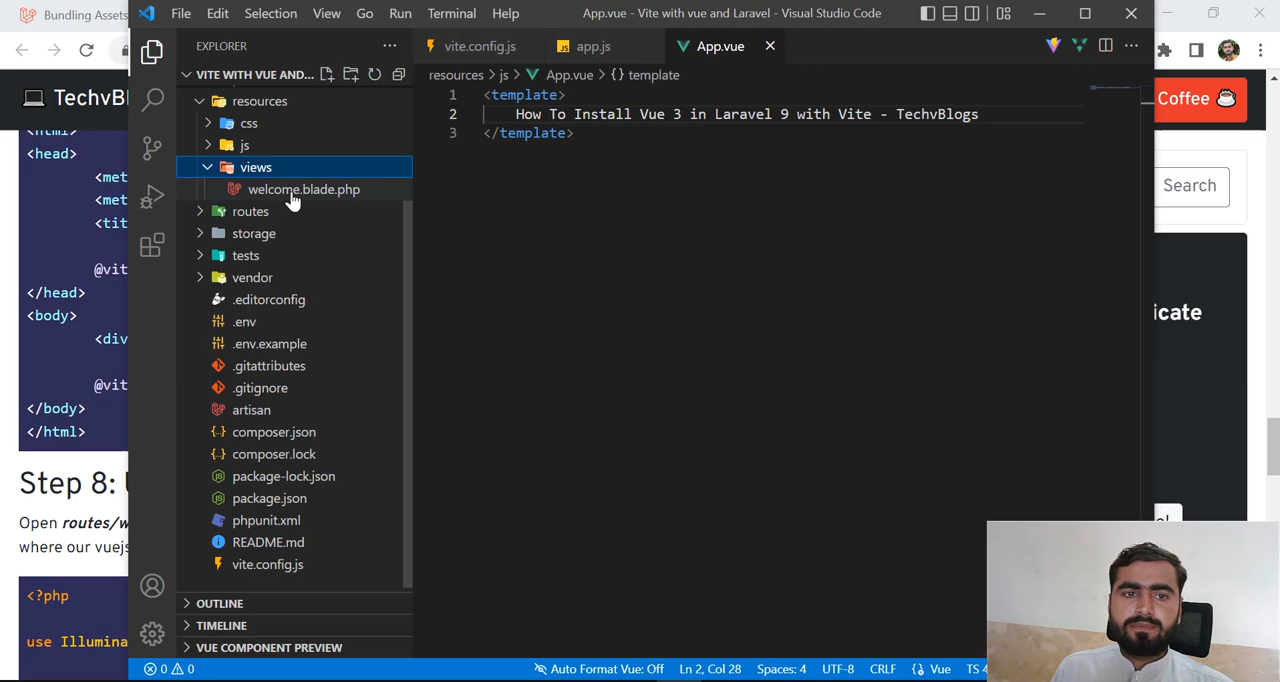 Bundling Assets
File Edit Selection View Go Run Terminal Help
App.vue - Vite with vue and Laravel - Visual Studio Code
EXPLORER
vite.config.js
app.js
App.vue
VITE WITH VUE AND...
resources > js > App.vue > {} template
resources
css
js
views
welcome.blade.php
routes
storage
tests
vendor
.editorconfig
.env
.env.example
.gitattributes
.gitignore
artisan
composer.json
composer.lock
package-lock.json
package.json
phpunit.xml
README.md
vite.config.js
OUTLINE
TIMELINE
VUE COMPONENT PREVIEW
1 <template>
2 How To Install Vue 3 in Laravel 9 with Vite - TechvBlogs
3 </template>
<head>
<met
<met
<tit
@vit
</head>
<body>
<div
@vit
</body>
</html>
Step 8:
Open routes/w
where our vuejs
<?php
use Illumina
Coffee
Search
icate
0 0
Auto Format Vue: Off
Ln 2, Col 28
Spaces: 4
UTF-8
CRLF
Vue
TS 4